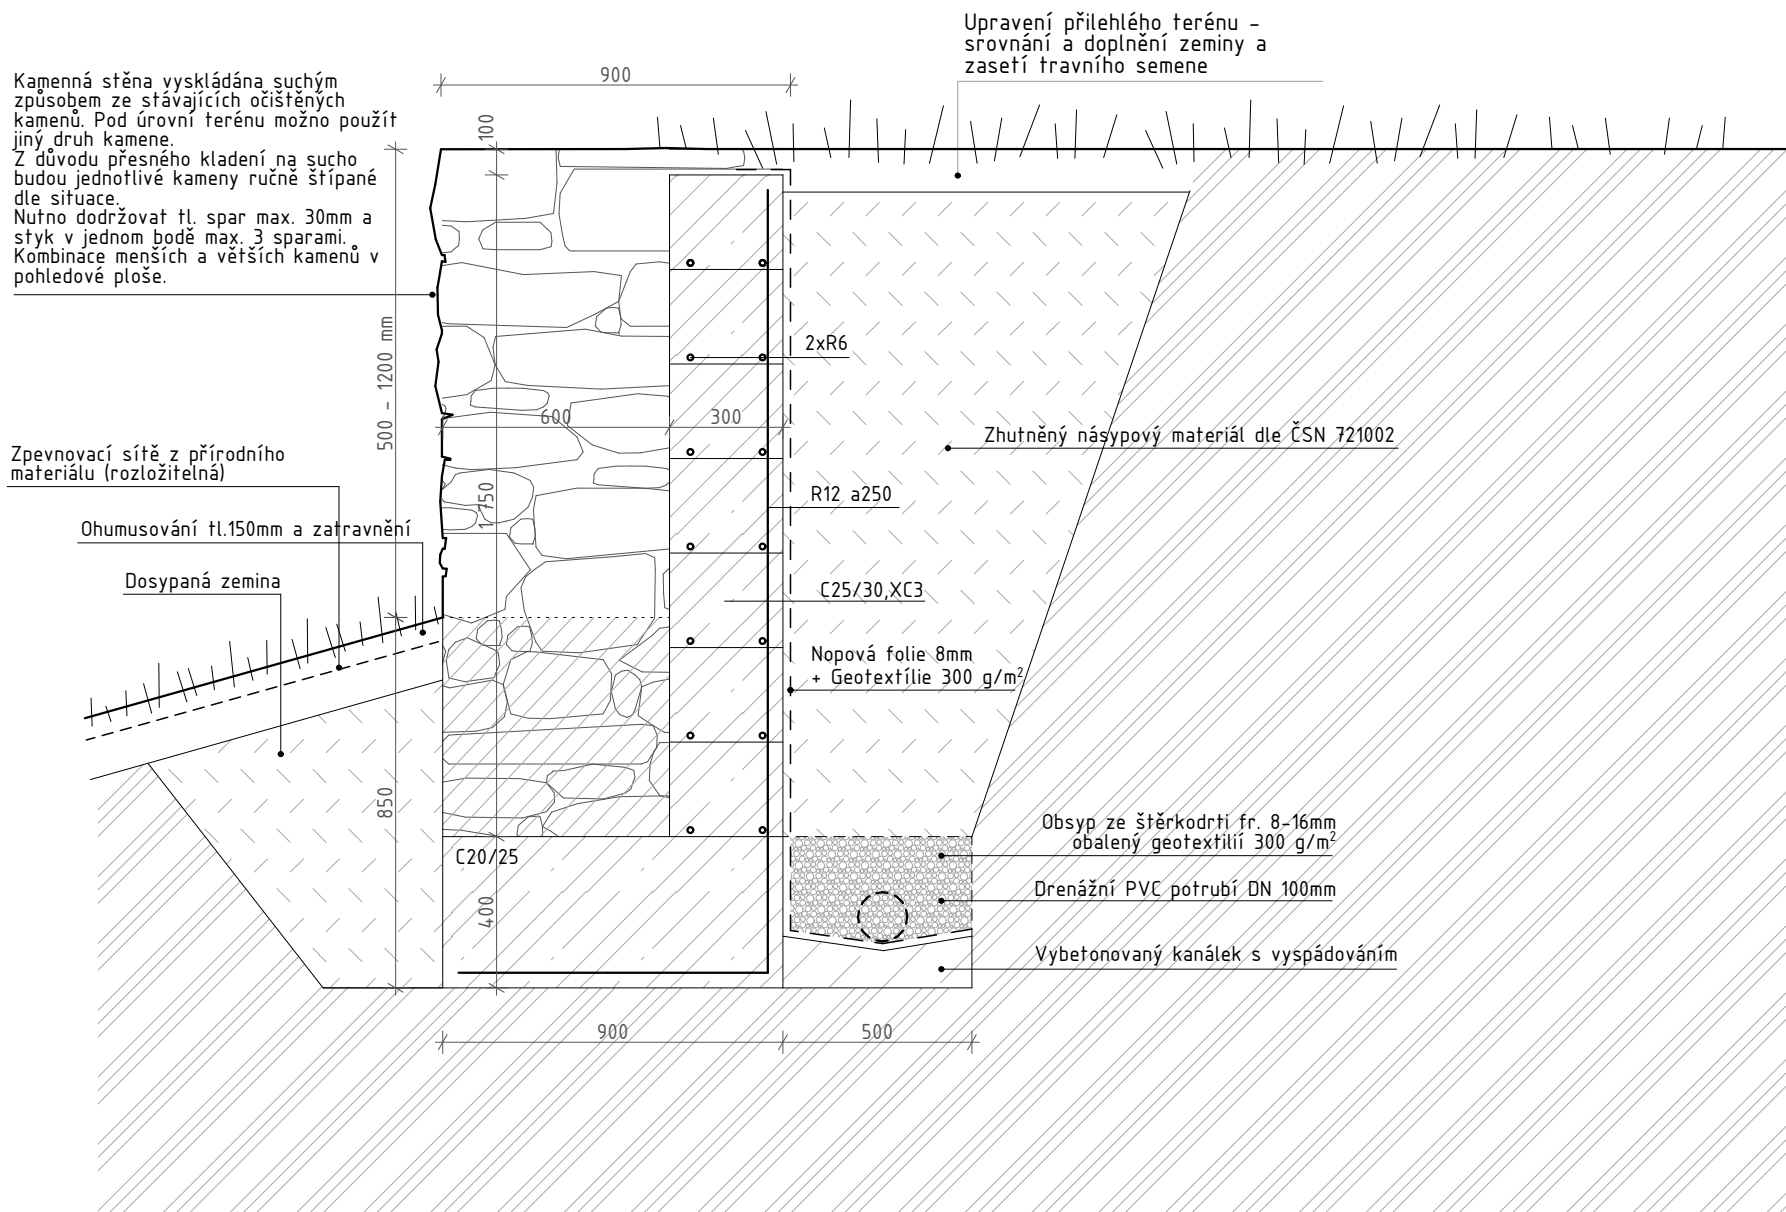 Upravení přilehlého terénu -
srovnání a doplnění zeminy a
zasetí travního semene
900
Kamenná stěna vyskládána suchým
způsobem ze stávajících očištěných
kamenů. Pod úrovní terénu možno použít
jiný druh kamene.
Z důvodu přesného kladení na sucho
budou jednotlivé kameny ručně štípané
dle situace.
Nutno dodržovat tl. spar max. 30mm a
styk v jednom bodě max. 3 sparami.
Kombinace menších a větších kamenů v
pohledové ploše.
100
500 - 1200 mm
2xR6
600
300
Zhutněný násypový materiál dle ČSN 721002
Zpevnovací sítě z přírodního
materiálu (rozložitelná)
1 750
R12 a250
Ohumusování tl.150mm a zatravnění
Dosypaná zemina
C25/30,XC3
Nopová folie 8mm
+ Geotextílie 300 g/m²
850
Obsyp ze štěrkodrti fr. 8-16mm
obalený geotextilií 300 g/m²
C20/25
Drenážní PVC potrubí DN 100mm
400
Vybetonovaný kanálek s vyspádováním
900
500